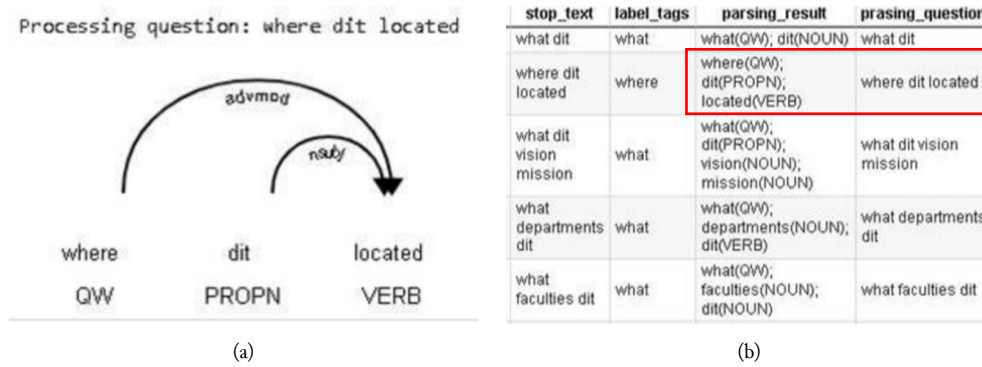 Processing question: where dit located
advmod
nsubj
where dit located
QW PROPN VERB
(a)
stop_text label_tags parsing_result prasing_question
what dit what what(QW); dit(NOUN) what dit
where dit located where where(QW); dit(PROPN); located(VERB) where dit located
what dit vision mission what what(QW); dit(PROPN); vision(NOUN); mission(NOUN) what dit vision mission
what departments dit what what(QW); departments(NOUN); dit(VERB) what departments dit
what faculties dit what what(QW); faculties(NOUN); dit(NOUN) what faculties dit
(b)